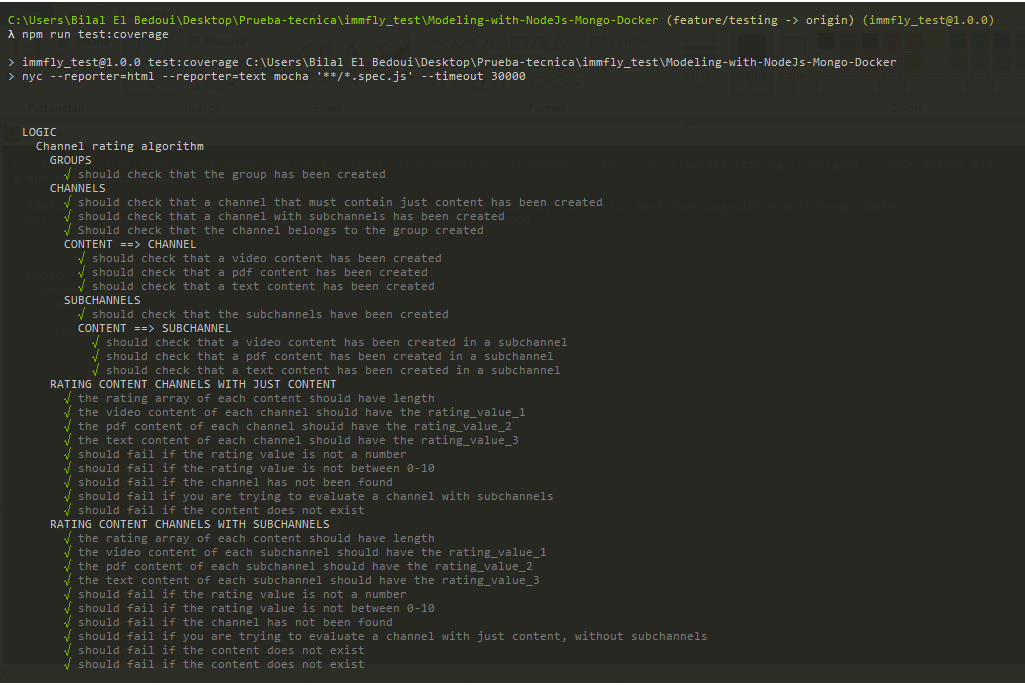 C:\Users\Bilal El Bedoui\Desktop\Prueba-tecnica\immfly_test\Modeling-with-NodeJs-Mongo-Docker (feature/testing -> origin) (immfly_test@1.0.0)
λ npm run test:coverage
> immfly_test@1.0.0 test:coverage C:\Users\Bilal El Bedoui\Desktop\Prueba-tecnica\immfly_test\Modeling-with-NodeJs-Mongo-Docker
> nyc --reporter=html --reporter=text mocha '**/*.spec.js' --timeout 30000
LOGIC
Channel rating algorithm
GROUPS
√ should check that the group has been created
CHANNELS
√ should check that a channel that must contain just content has been created
√ should check that a channel with subchannels has been created
√ Should check that the channel belongs to the group created
CONTENT ==> CHANNEL
√ should check that a video content has been created
√ should check that a pdf content has been created
√ should check that a text content has been created
SUBCHANNELS
√ should check that the subchannels have been created
CONTENT ==> SUBCHANNEL
√ should check that a video content has been created in a subchannel
√ should check that a pdf content has been created in a subchannel
√ should check that a text content has been created in a subchannel
RATING CONTENT CHANNELS WITH JUST CONTENT
√ the rating array of each content should have length
√ the video content of each channel should have the rating_value_1
√ the pdf content of each channel should have the rating_value_2
√ the text content of each channel should have the rating_value_3
√ should fail if the rating value is not a number
√ should fail if the rating value is not between 0-10
√ should fail if the channel has not been found
√ should fail if you are trying to evaluate a channel with subchannels
√ should fail if the content does not exist
RATING CONTENT CHANNELS WITH SUBCHANNELS
√ the rating array of each content should have length
√ the video content of each subchannel should have the rating_value_1
√ the pdf content of each subchannel should have the rating_value_2
√ the text content of each subchannel should have the rating_value_3
√ should fail if the rating value is not a number
√ should fail if the rating value is not between 0-10
√ should fail if the channel has not been found
√ should fail if you are trying to evaluate a channel with just content, without subchannels
√ should fail if the content does not exist
√ should fail if the content does not exist